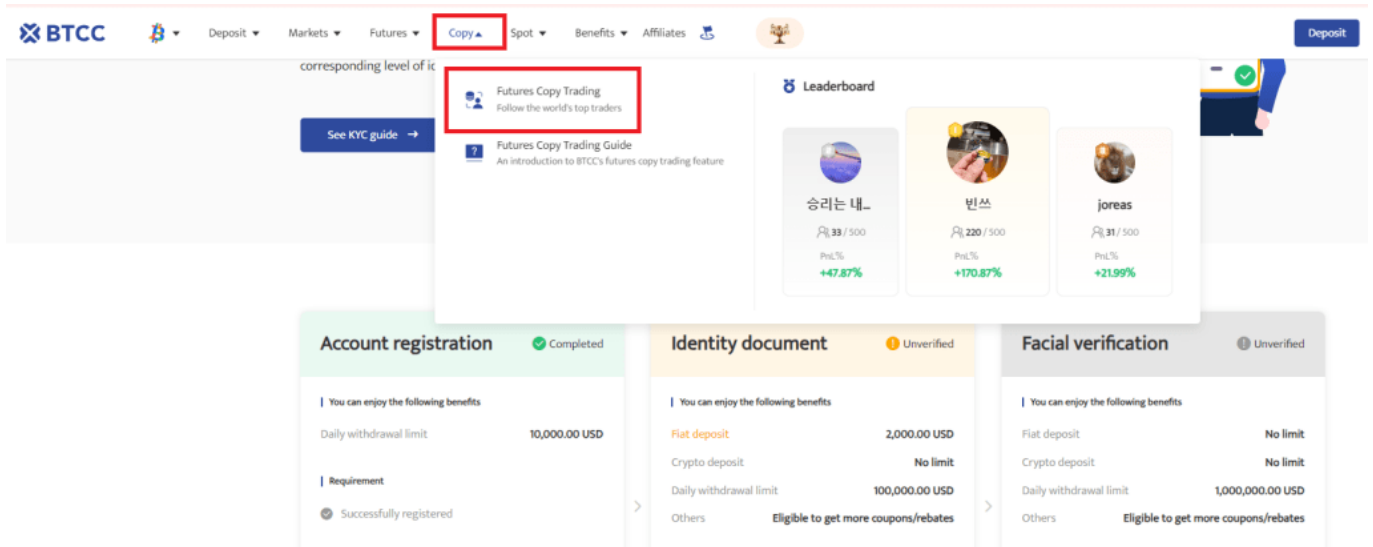 BTCC
Deposit
Markets
Futures
Copy
Spot
Benefits
Affiliates
Deposit
corresponding level of
See KYC guide →
Futures Copy Trading
Follow the world's top traders
Futures Copy Trading Guide
An introduction to BTCC's futures copy trading feature
Leaderboard
승리는 내...
33 / 500
PnL%
+47.87%
빈쓰
220 / 500
PnL%
+170.87%
joreas
31 / 500
PnL%
+21.99%
Account registration
Completed
You can enjoy the following benefits
Daily withdrawal limit 10,000.00 USD
Requirement
Successfully registered
Identity document
Unverified
You can enjoy the following benefits
Fiat deposit 2,000.00 USD
Crypto deposit No limit
Daily withdrawal limit 100,000.00 USD
Others Eligible to get more coupons/rebates
Facial verification
Unverified
You can enjoy the following benefits
Fiat deposit No limit
Crypto deposit No limit
Daily withdrawal limit 1,000,000.00 USD
Others Eligible to get more coupons/rebates